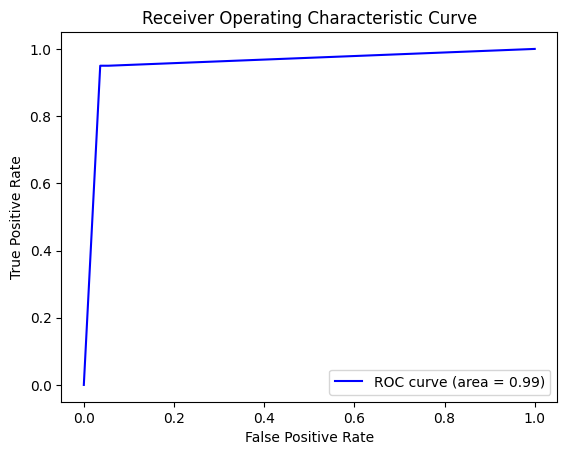 Receiver Operating Characteristic Curve
1.0
0.8
0.6
0.4
0.2
0.0
True Positive Rate
0.0 0.2 0.4 0.6 0.8 1.0
False Positive Rate
ROC curve (area = 0.99)